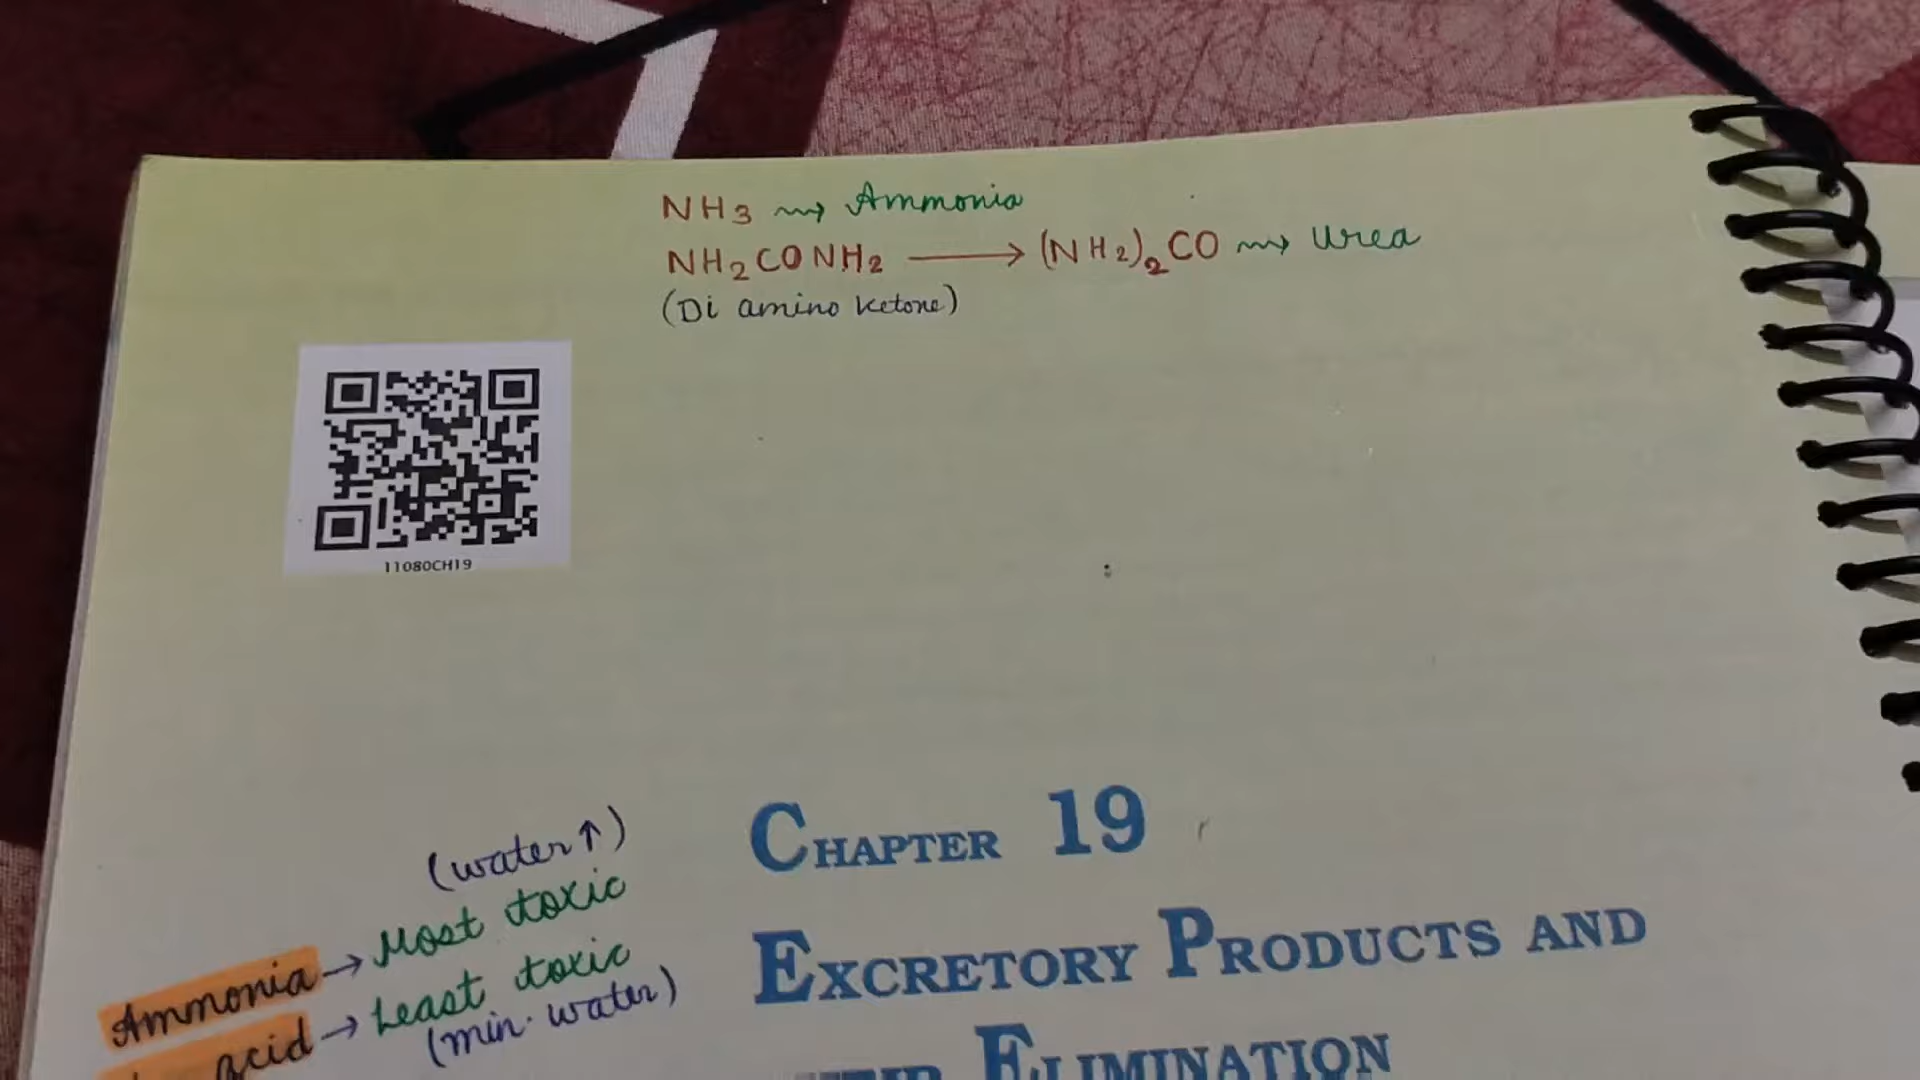 NH3 ⇝ Ammonia
NH2CONH2 → (NH2)2CO ⇝ Urea
(Di amino ketone)
11080CH19
(water ↑)
Ammonia → Most toxic
acid → Least toxic
(min. water)
CHAPTER 19
EXCRETORY PRODUCTS AND
ELIMINATION